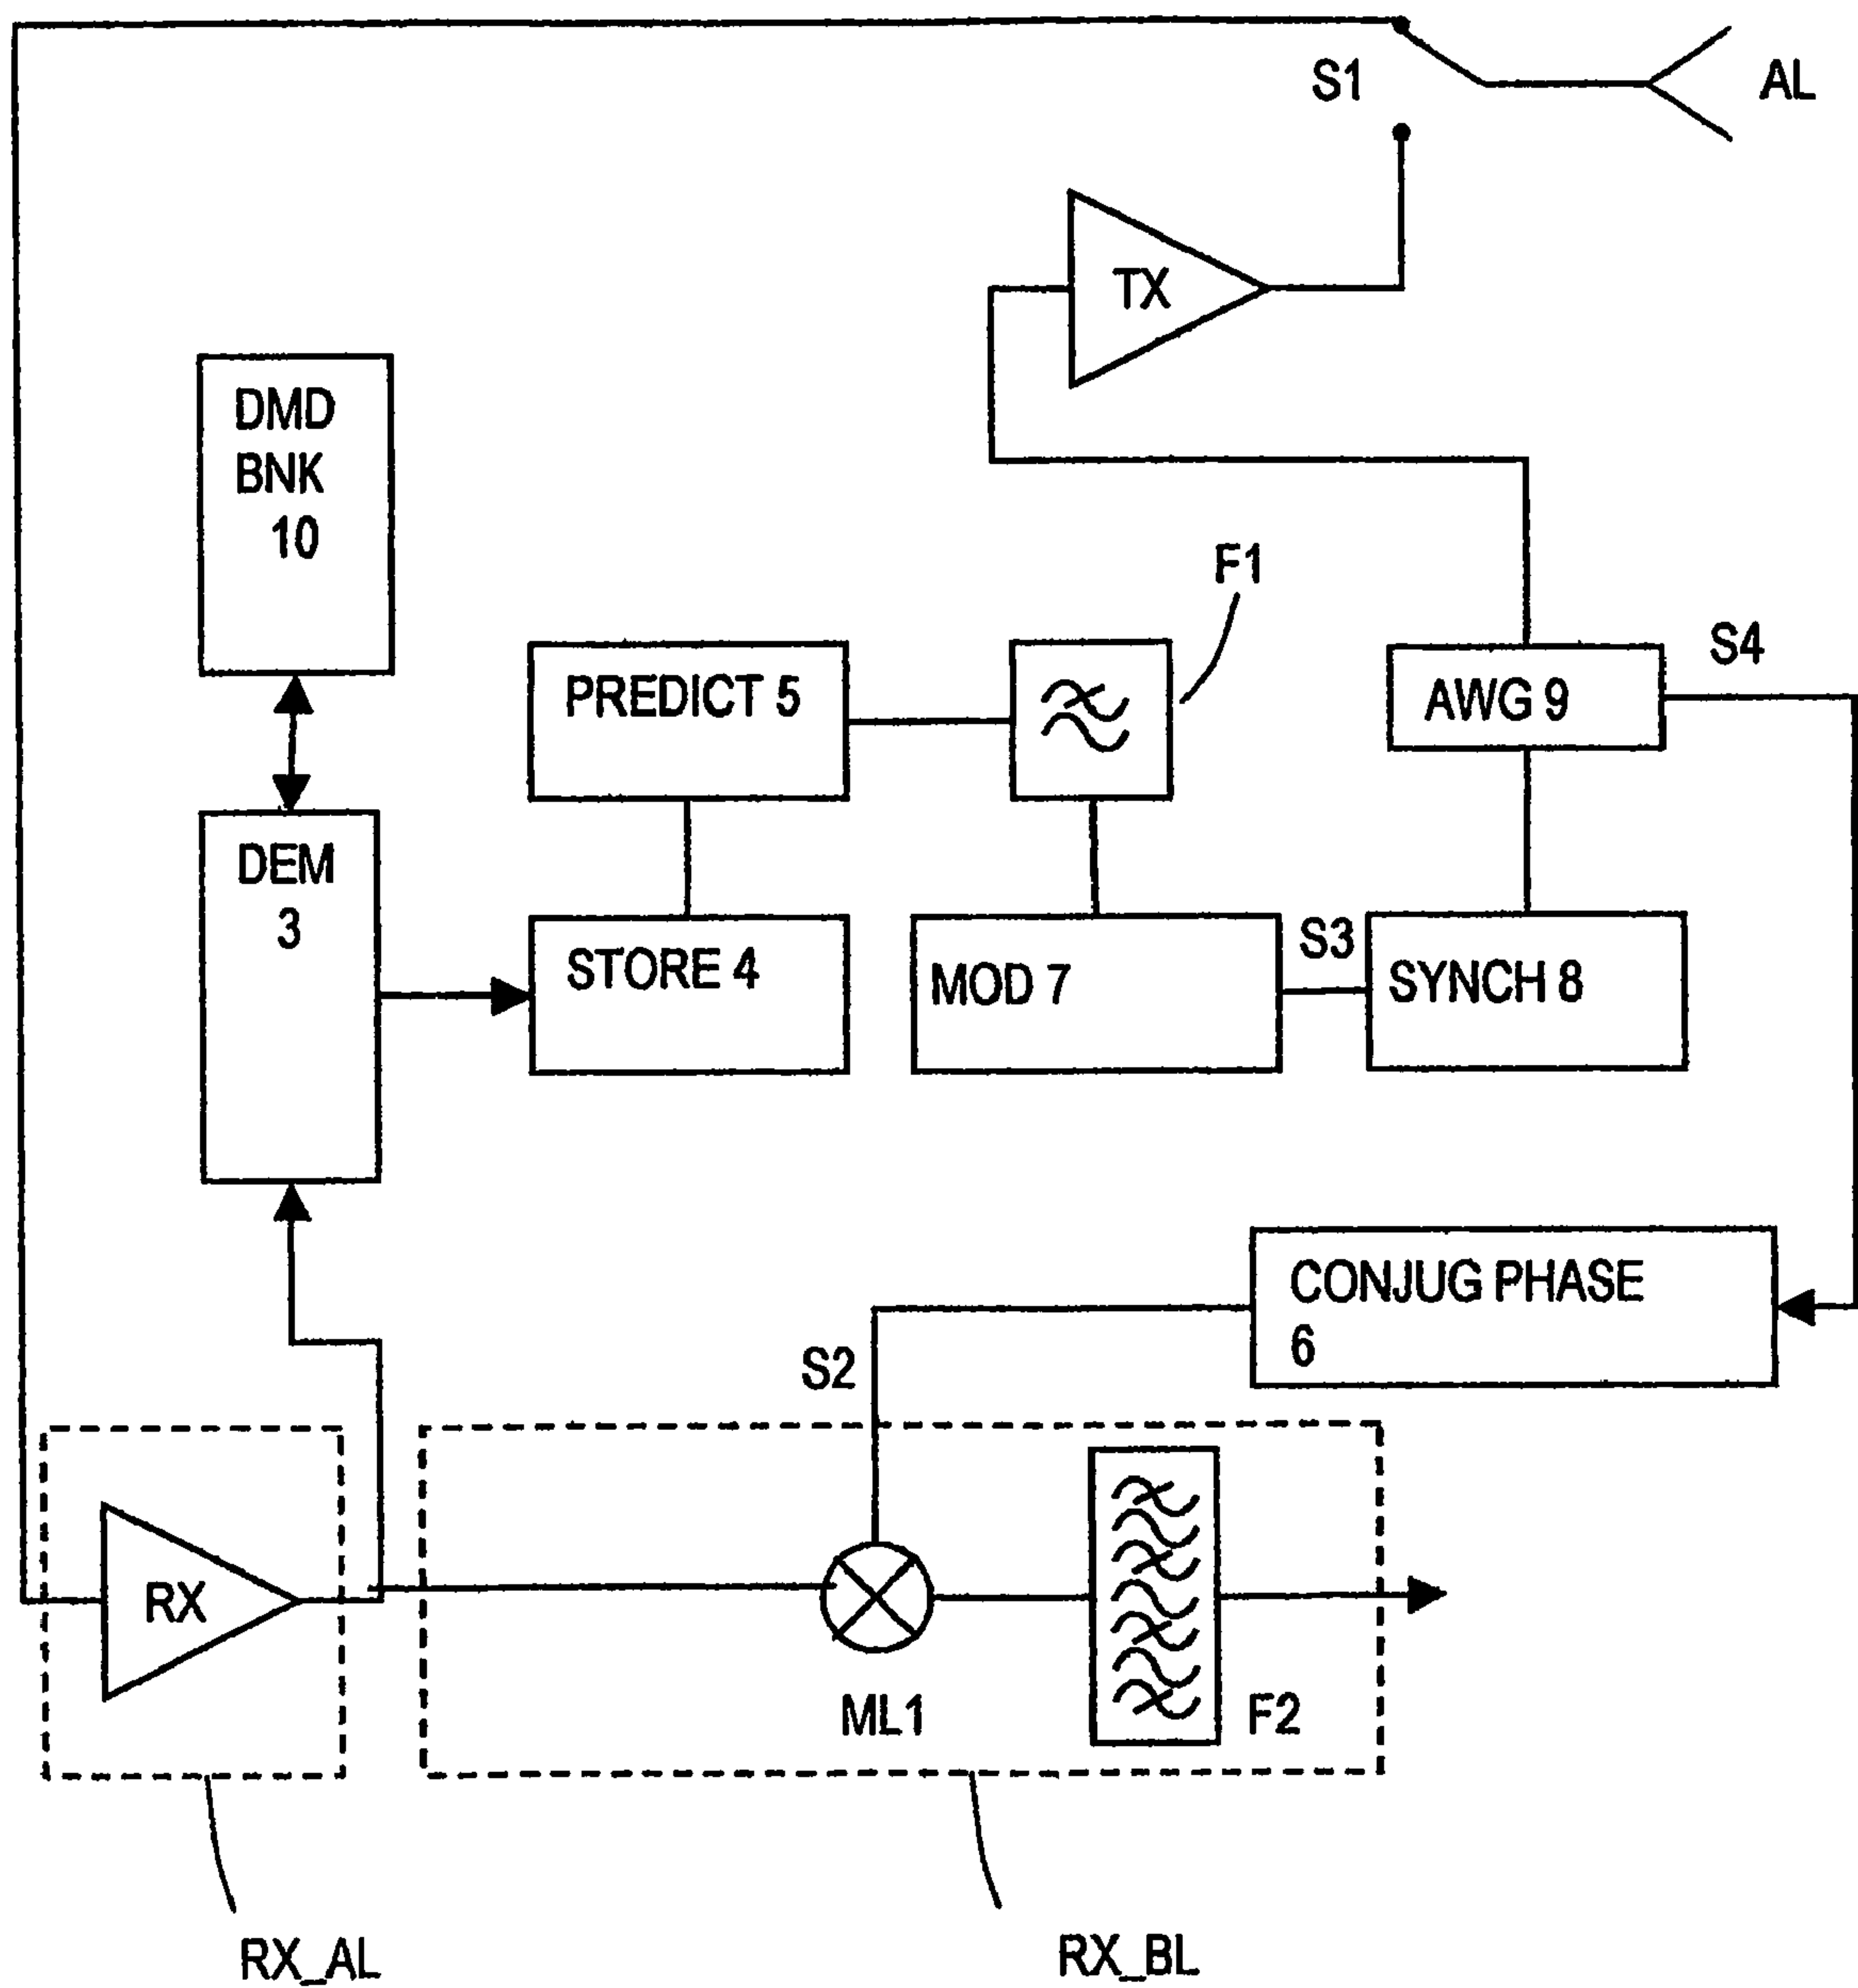 S1
AL
TX
DMD
BNK
10
F1
S4
PREDICT 5
AWG 9
DEM
3
STORE 4
MOD 7
S3
SYNCH 8
CONJUG PHASE
6
S2
RX
ML1
F2
RX_AL
RX_BL